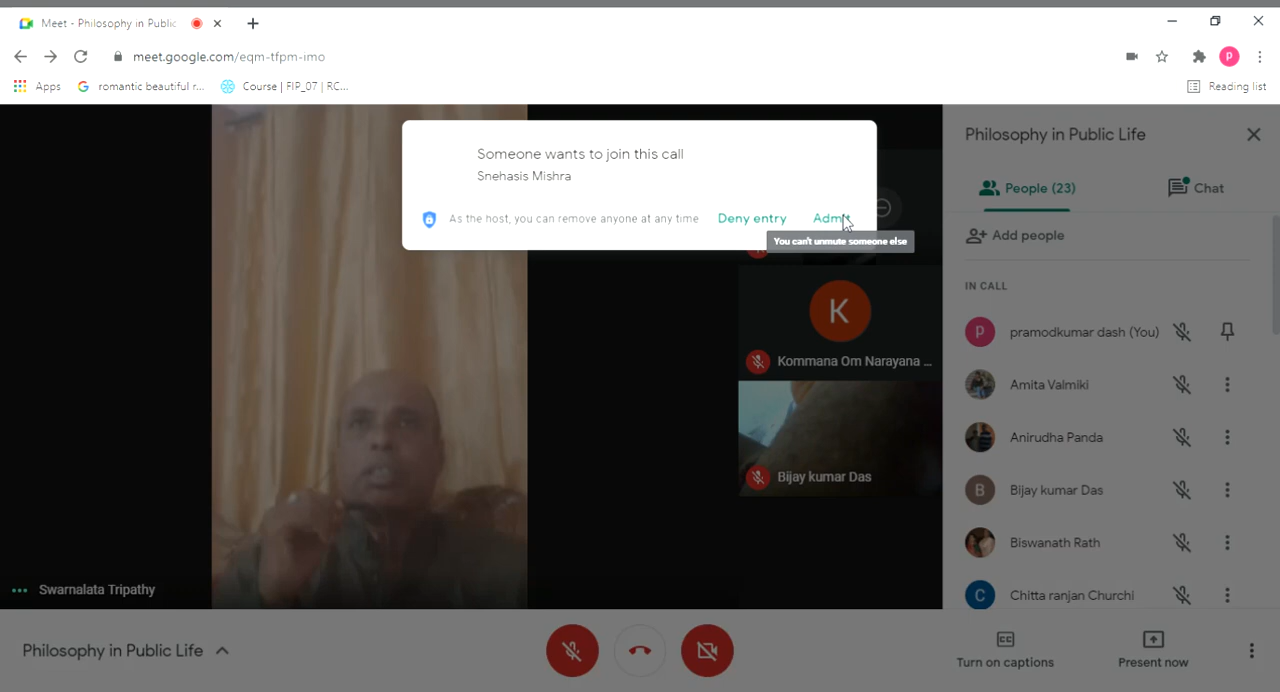 Meet - Philosophy in Public
meet.google.com/eqm-tfpm-imo
P
Apps
romantic beautiful r...
Course | FIP_07 | RC...
Reading list
Someone wants to join this call
Snehasis Mishra
As the host, you can remove anyone at any time
Deny entry
Admit
You can't unmute someone else
K
Kommana Om Narayana ...
Bijay kumar Das
Swarnalata Tripathy
Philosophy in Public Life
People (23)
Chat
Add people
IN CALL
p
pramodkumar dash (You)
Amita Valmiki
Anirudha Panda
B
Bijay kumar Das
Biswanath Rath
C
Chitta ranjan Churchi
Philosophy in Public Life
CC
Turn on captions
Present now